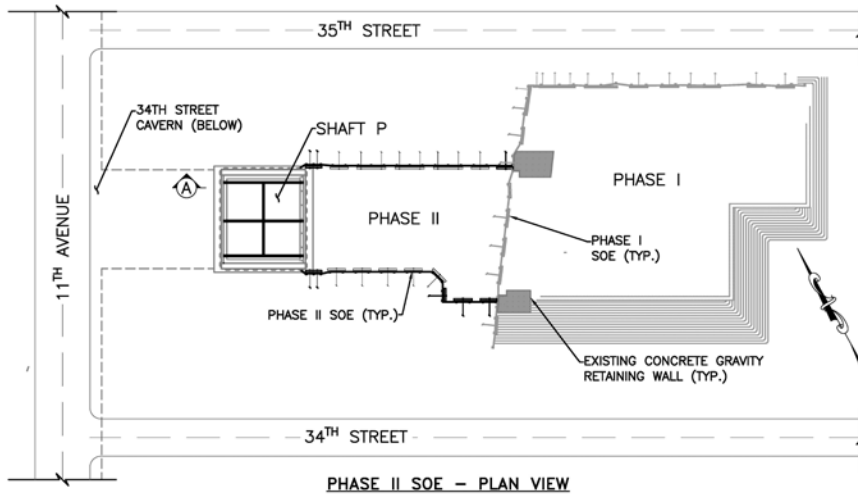 35TH STREET
34TH STREET
CAVERN (BELOW)
SHAFT P
A
PHASE I
PHASE II
11TH AVENUE
PHASE I
SOE (TYP.)
PHASE II SOE (TYP.)
EXISTING CONCRETE GRAVITY
RETAINING WALL (TYP.)
34TH STREET
PHASE II SOE – PLAN VIEW